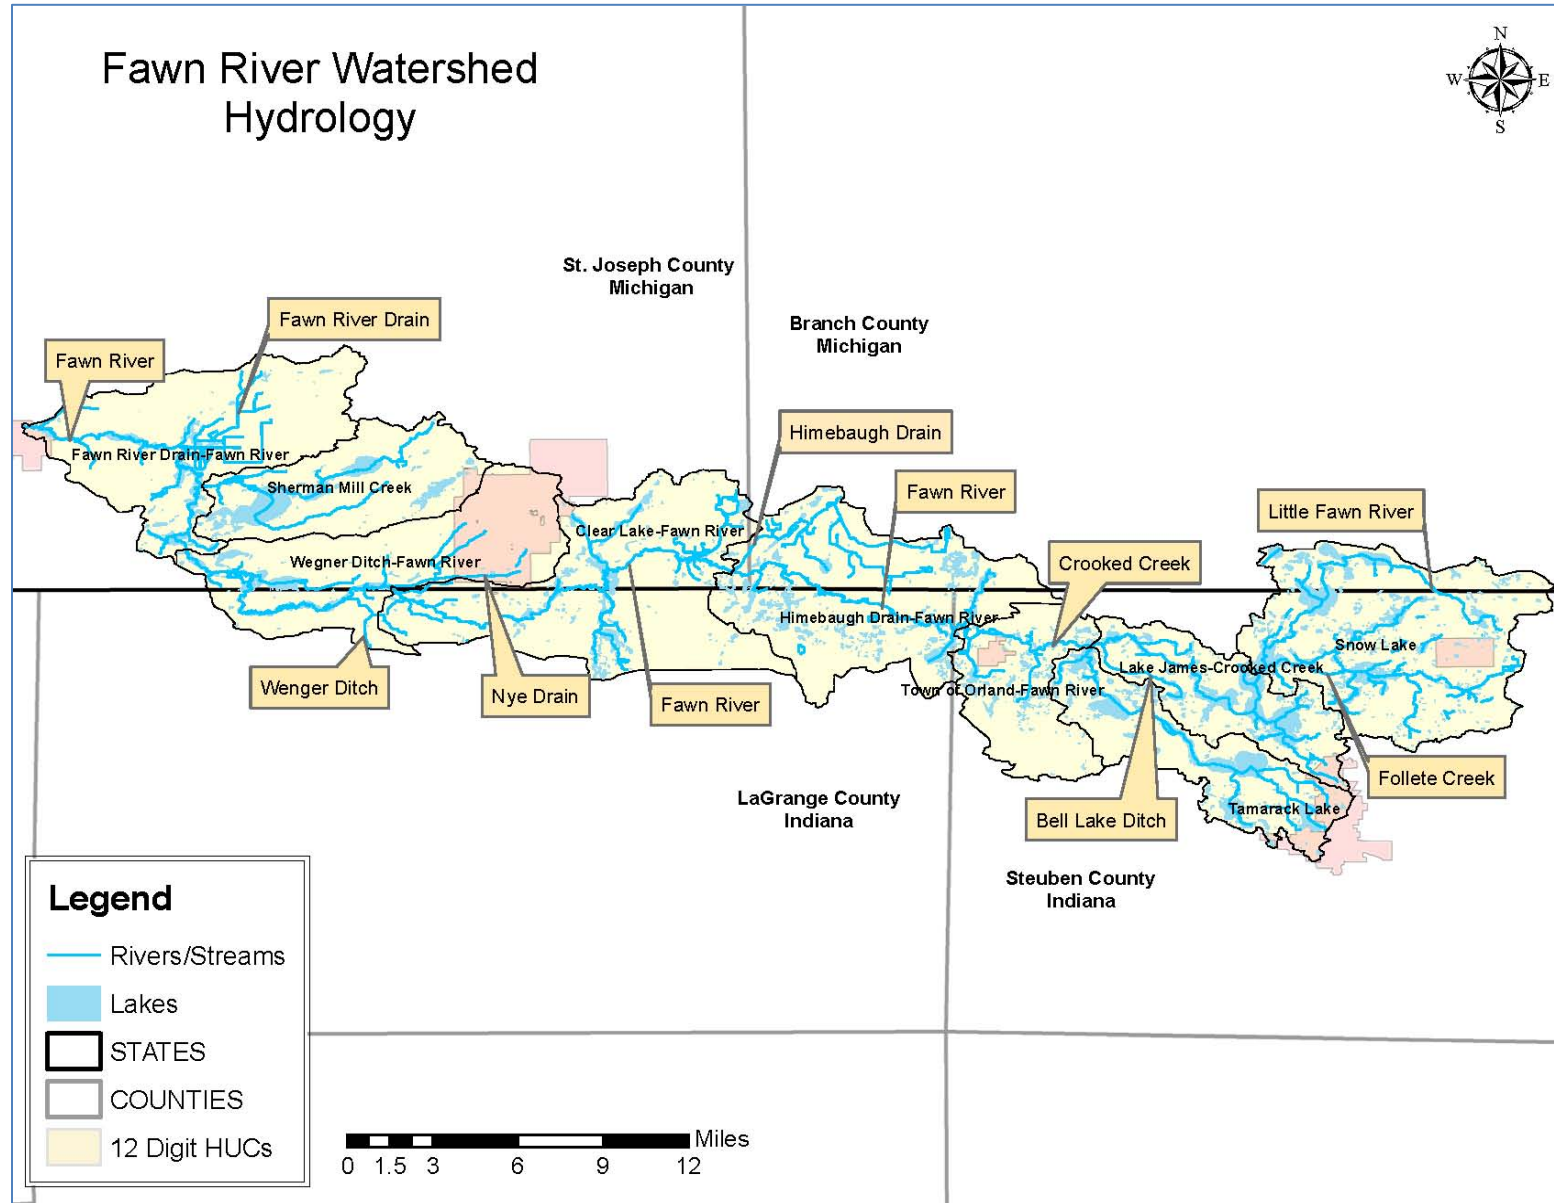 Fawn River Watershed
Hydrology
N
W
E
S
St. Joseph County
Michigan
Branch County
Michigan
Fawn River Drain
Fawn River
Himebaugh Drain
Fawn River
Little Fawn River
Crooked Creek
Fawn River Drain-Fawn River
Sherman Mill Creek
Clear Lake-Fawn River
Wegner Ditch-Fawn River
Himebaugh Drain-Fawn River
Snow Lake
Lake James-Crooked Creek
Town of Orland-Fawn River
Wenger Ditch
Nye Drain
Fawn River
Follete Creek
Bell Lake Ditch
Tamarack Lake
LaGrange County
Indiana
Steuben County
Indiana
Legend
Rivers/Streams
Lakes
STATES
COUNTIES
12 Digit HUCs
Miles
0 1.5 3 6 9 12